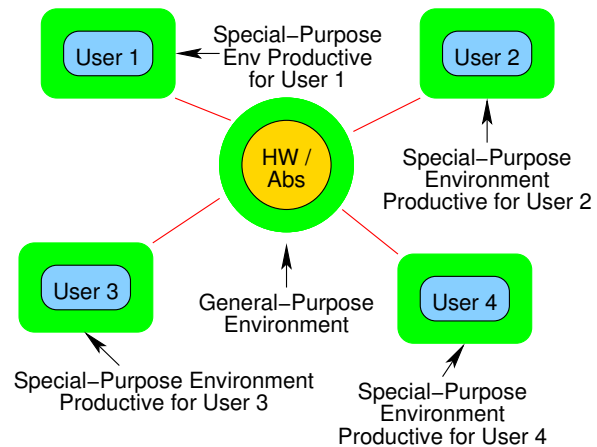 User 1
Special−Purpose
Env Productive
for User 1
User 2
HW /
Abs
Special−Purpose
Environment
Productive for User 2
User 3
General−Purpose
Environment
User 4
Special−Purpose Environment
Productive for User 3
Special−Purpose
Environment
Productive for User 4